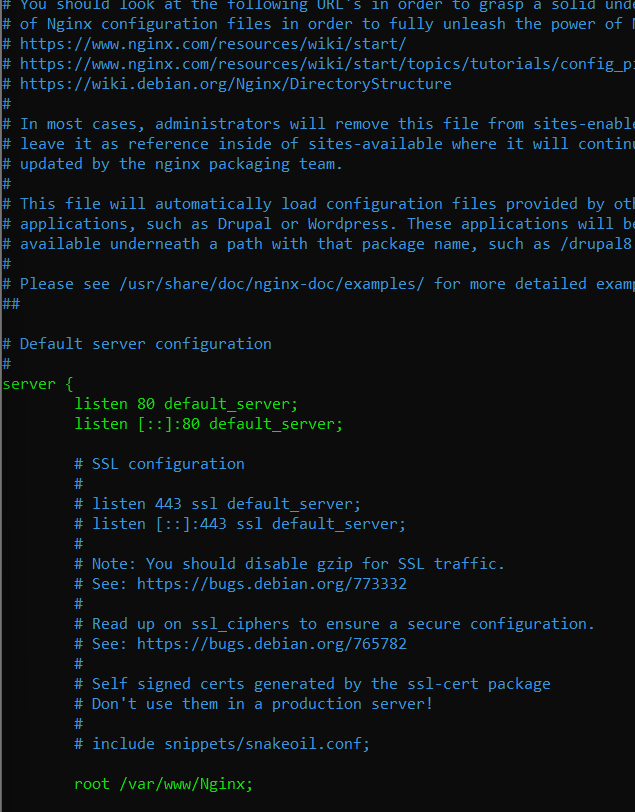 # You should look at the following URL's in order to grasp a solid
# of Nginx configuration files in order to fully unleash the power of
# https://www.nginx.com/resources/wiki/start/
# https://www.nginx.com/resources/wiki/start/topics/tutorials/
# https://wiki.debian.org/Nginx/DirectoryStructure
#
# In most cases, administrators will remove this file from
# leave it as reference inside of sites-available where it will
# updated by the nginx packaging team.
#
# This file will automatically load configuration files provided by
# applications, such as Drupal or Wordpress. These applications will
# available underneath a path with that package name, such as /drupal8
#
# Please see /usr/share/doc/nginx-doc/examples/ for more detailed
##
# Default server configuration
#
server {
listen 80 default_server;
listen [::]:80 default_server;
# SSL configuration
#
# listen 443 ssl default_server;
# listen [::]:443 ssl default_server;
#
# Note: You should disable gzip for SSL traffic.
# See: https://bugs.debian.org/773332
#
# Read up on ssl_ciphers to ensure a secure configuration.
# See: https://bugs.debian.org/765782
#
# Self signed certs generated by the ssl-cert package
# Don't use them in a production server!
#
# include snippets/snakeoil.conf;
root /var/www/Nginx;